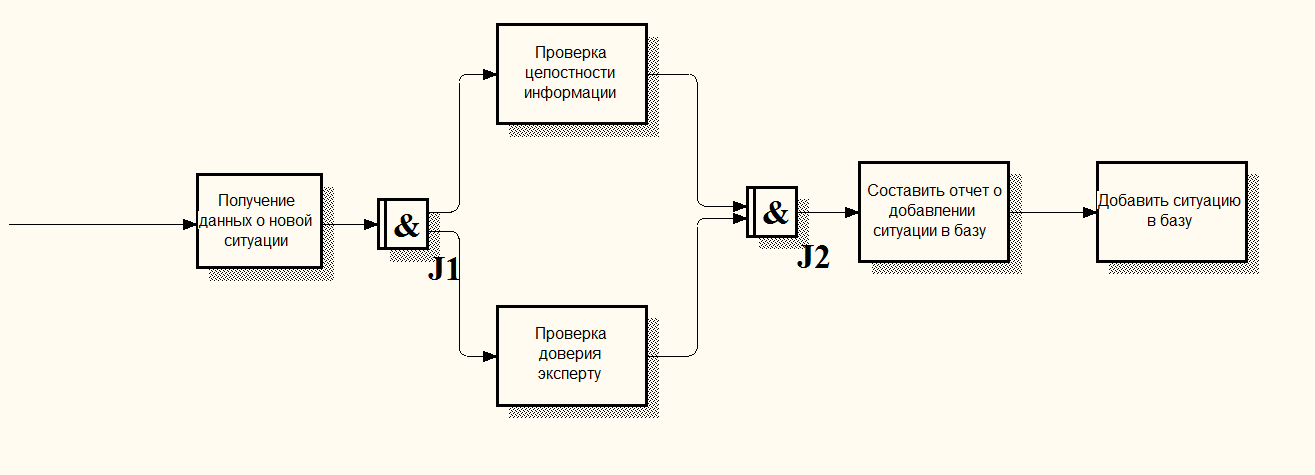 Проверка
целостности
информации
Получение
данных о новой
ситуации
&
J1
Проверка
доверия
эксперту
&
J2
Составить отчет о
добавлении
ситуации в базу
Добавить ситуацию
в базу